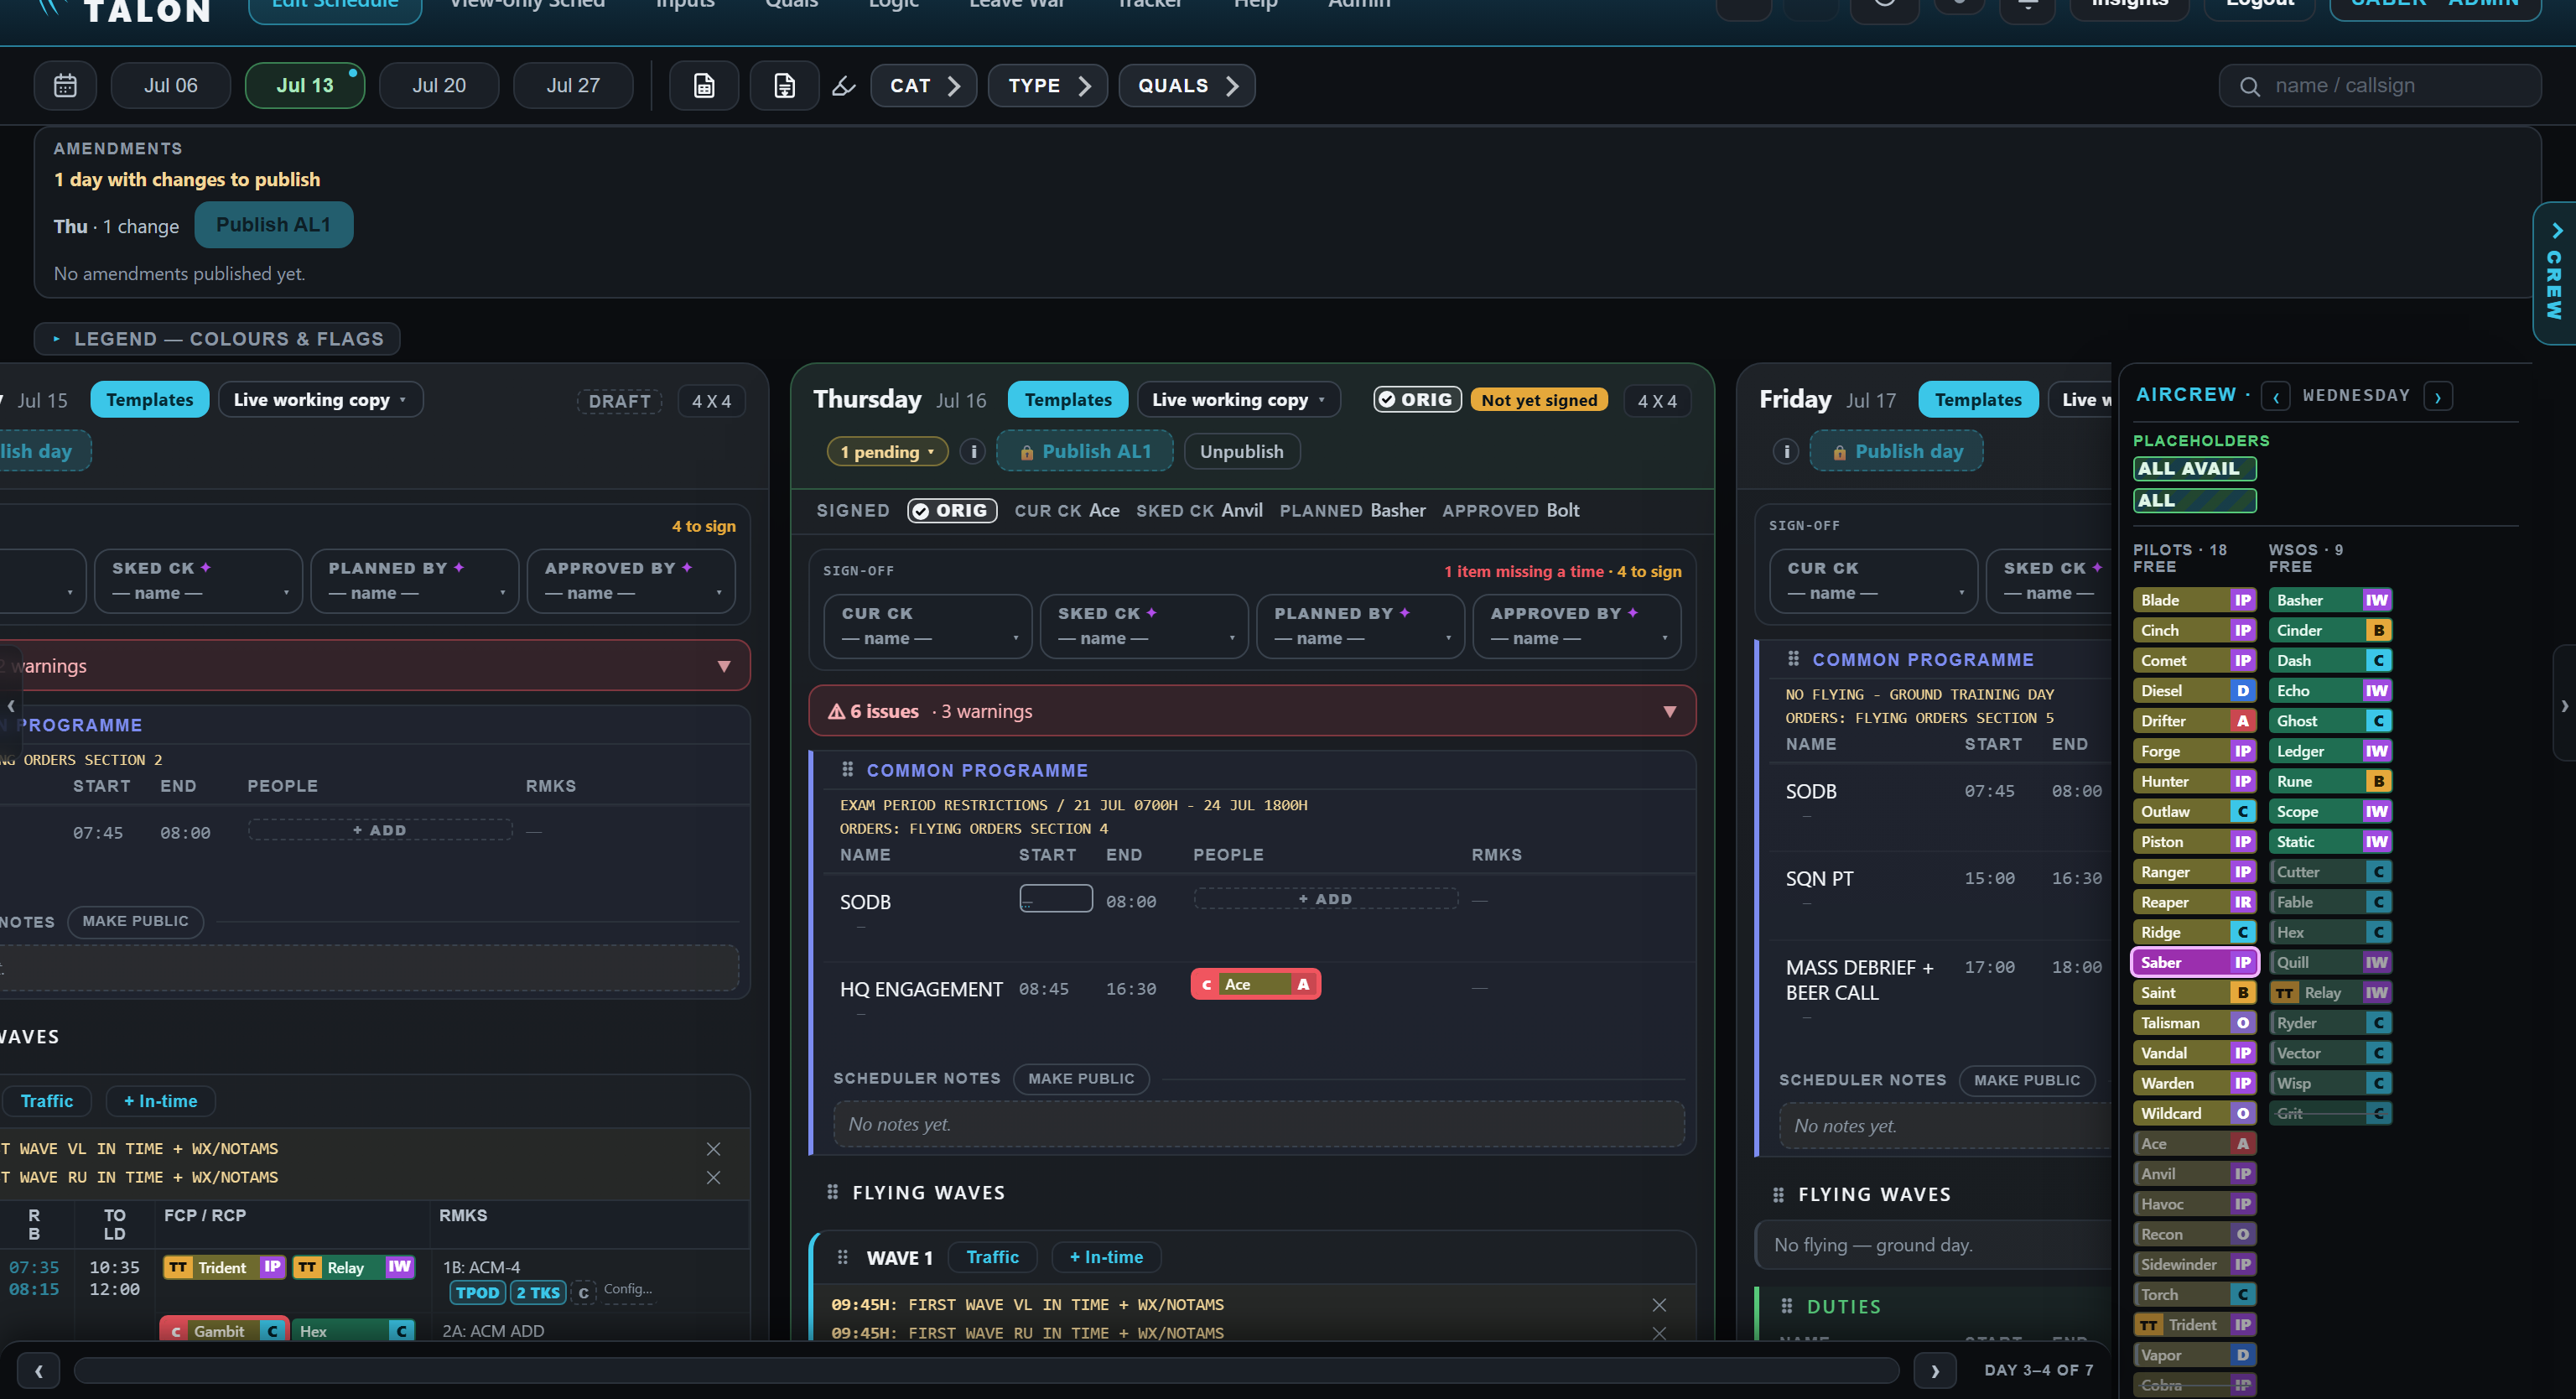 TALON Edit Schedule View-only Sched Inputs Quals Logic Leave War Tracker Help Admin Insights Logout SABER ADMIN
Jul 06 Jul 13 Jul 20 Jul 27 CAT TYPE QUALS name / callsign
AMENDMENTS
1 day with changes to publish
Thu · 1 change Publish AL1
No amendments published yet.
CREW
▸ LEGEND — COLOURS & FLAGS
Jul 15 Templates Live working copy ▾ DRAFT 4 X 4
lish day
4 to sign
SKED CK ✦ PLANNED BY ✦ APPROVED BY ✦
— name — ▾ — name — ▾ — name — ▾
warnings ▼
PROGRAMME
ORDERS SECTION 2
START END PEOPLE RMKS
07:45 08:00 + ADD —
NOTES MAKE PUBLIC
WAVES
Traffic + In-time
T WAVE VL IN TIME + WX/NOTAMS
T WAVE RU IN TIME + WX/NOTAMS
R TO FCP / RCP RMKS
B LD
07:35 10:35 TT Trident IP TT Relay IW 1B: ACM-4
08:15 12:00 TPOD 2 TKS C Config...
C Gambit C Hex C 2A: ACM ADD
Thursday Jul 16 Templates Live working copy ▾ ORIG Not yet signed 4 X 4
1 pending ▾ i Publish AL1 Unpublish
SIGNED ORIG CUR CK Ace SKED CK Anvil PLANNED Basher APPROVED Bolt
SIGN-OFF 1 item missing a time · 4 to sign
CUR CK SKED CK ✦ PLANNED BY ✦ APPROVED BY ✦
— name — ▾ — name — ▾ — name — ▾ — name — ▾
6 issues · 3 warnings ▼
COMMON PROGRAMME
EXAM PERIOD RESTRICTIONS / 21 JUL 0700H - 24 JUL 1800H
ORDERS: FLYING ORDERS SECTION 4
NAME START END PEOPLE RMKS
SODB — 08:00 + ADD —
—
HQ ENGAGEMENT 08:45 16:30 C Ace A —
—
SCHEDULER NOTES MAKE PUBLIC
No notes yet.
FLYING WAVES
WAVE 1 Traffic + In-time
09:45H: FIRST WAVE VL IN TIME + WX/NOTAMS
09:45H: FIRST WAVE RU IN TIME + WX/NOTAMS
Friday Jul 17 Templates Live w
i Publish day
SIGN-OFF
CUR CK SKED CK ✦
— name — ▾ — name —
COMMON PROGRAMME
NO FLYING - GROUND TRAINING DAY
ORDERS: FLYING ORDERS SECTION 5
NAME START END
SODB 07:45 08:00
—
SQN PT 15:00 16:30
—
MASS DEBRIEF + 17:00 18:00
BEER CALL
—
SCHEDULER NOTES MAKE PUBLIC
No notes yet.
FLYING WAVES
No flying — ground day.
DUTIES
NAME START END
AIRCREW · ‹ WEDNESDAY ›
PLACEHOLDERS
ALL AVAIL
ALL
PILOTS · 18 WSOS · 9
FREE FREE
Blade IP Basher IW
Cinch IP Cinder B
Comet IP Dash C
Diesel D Echo IW
Drifter A Ghost C
Forge IP Ledger IW
Hunter IP Rune B
Outlaw C Scope IW
Piston IP Static IW
Ranger IP Cutter C
Reaper IR Fable C
Ridge C Hex C
Saber IP Quill IW
Saint B TT Relay IW
Talisman O Ryder C
Vandal IP Vector C
Warden IP Wisp C
Wildcard O Grit C
Ace A
Anvil IP
Havoc IP
Recon O
Sidewinder IP
Torch C
TT Trident IP
Vapor D
Cobra IP
‹ › DAY 3–4 OF 7